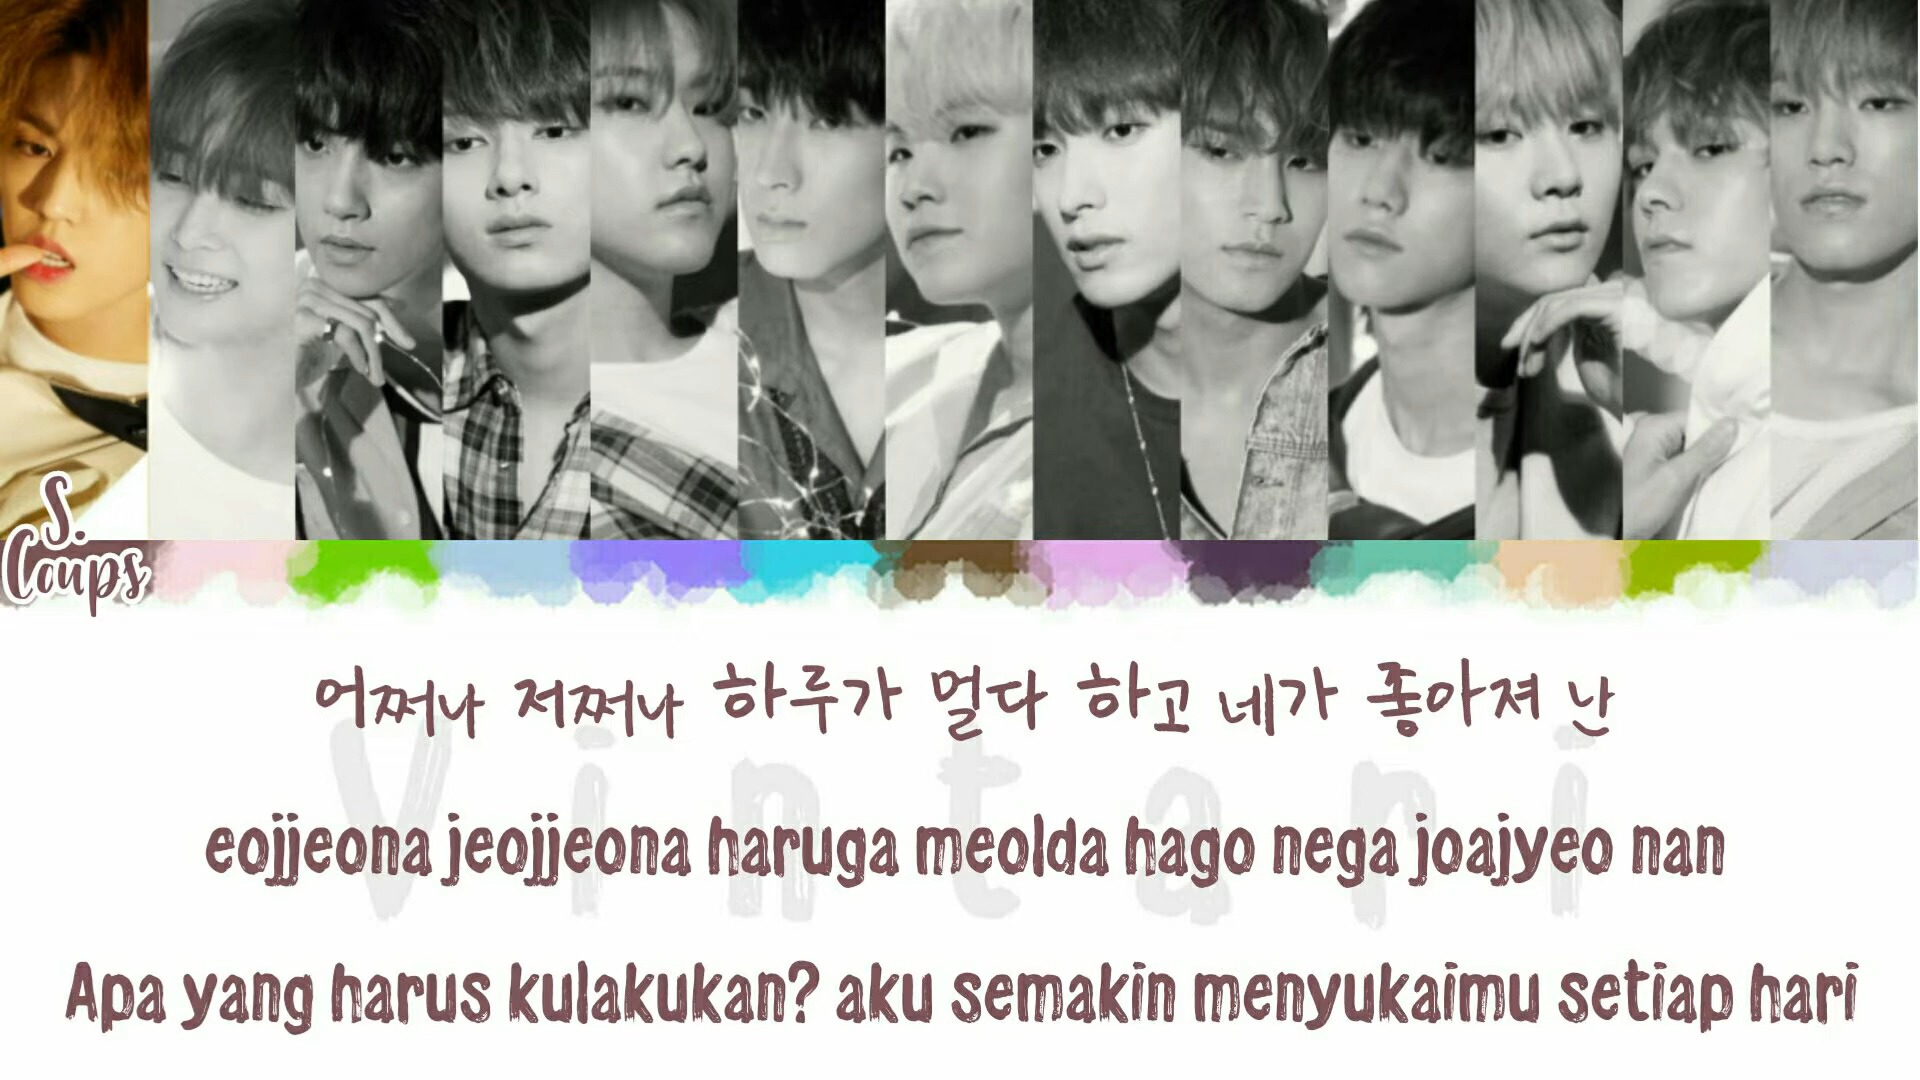 S.
Coups
어쩌나 저쩌나 하루가 멀다 하고 네가 좋아져 난
Vintari
eojjeona jeojjeona haruga meolda hago nega joajyeo nan
Apa yang harus kulakukan? aku semakin menyukaimu setiap hari